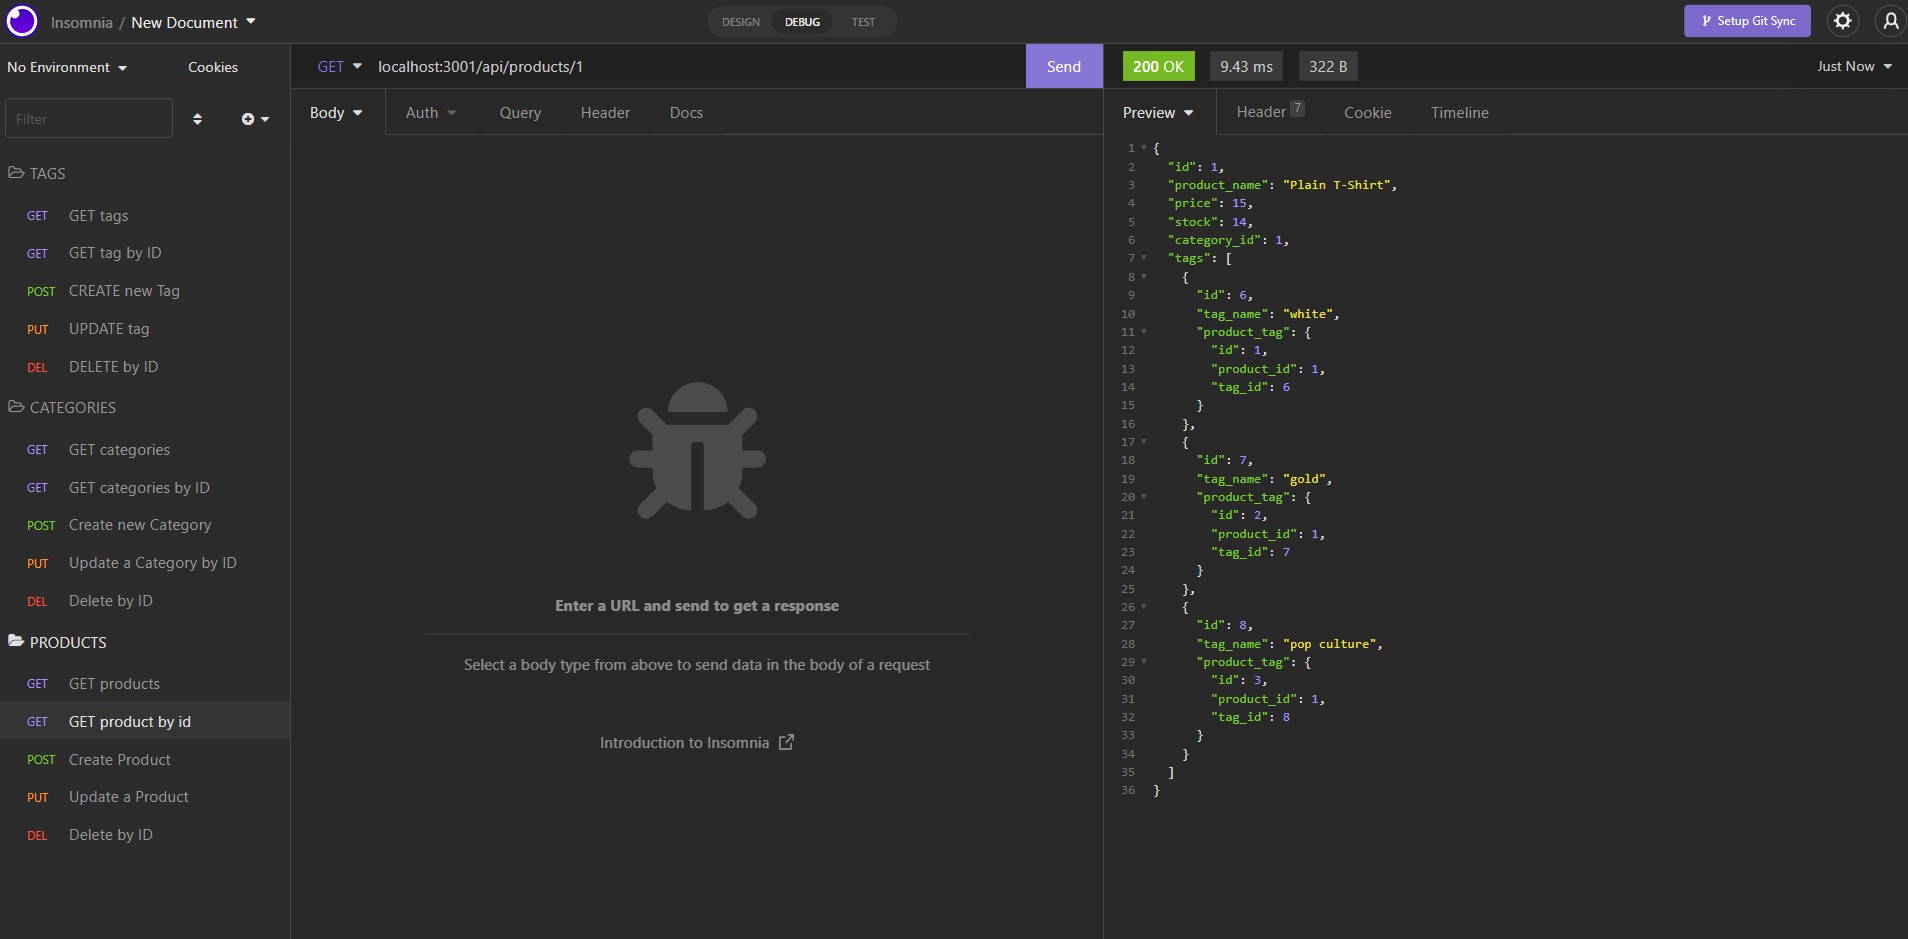 Insomnia / New Document
DESIGN DEBUG TEST
Setup Git Sync
No Environment Cookies
Filter
TAGS
GET GET tags
GET GET tag by ID
POST CREATE new Tag
PUT UPDATE tag
DEL DELETE by ID
CATEGORIES
GET GET categories
GET GET categories by ID
POST Create new Category
PUT Update a Category by ID
DEL Delete by ID
PRODUCTS
GET GET products
GET GET product by id
POST Create Product
PUT Update a Product
DEL Delete by ID
GET localhost:3001/api/products/1 Send
Body Auth Query Header Docs
Enter a URL and send to get a response
Select a body type from above to send data in the body of a request
Introduction to Insomnia
200 OK 9.43 ms 322 B Just Now
Preview Header 7 Cookie Timeline
1 {
2 "id": 1,
3 "product_name": "Plain T-Shirt",
4 "price": 15,
5 "stock": 14,
6 "category_id": 1,
7 "tags": [
8 {
9 "id": 6,
10 "tag_name": "white",
11 "product_tag": {
12 "id": 1,
13 "product_id": 1,
14 "tag_id": 6
15 }
16 },
17 {
18 "id": 7,
19 "tag_name": "gold",
20 "product_tag": {
21 "id": 2,
22 "product_id": 1,
23 "tag_id": 7
24 }
25 },
26 {
27 "id": 8,
28 "tag_name": "pop culture",
29 "product_tag": {
30 "id": 3,
31 "product_id": 1,
32 "tag_id": 8
33 }
34 }
35 ]
36 }